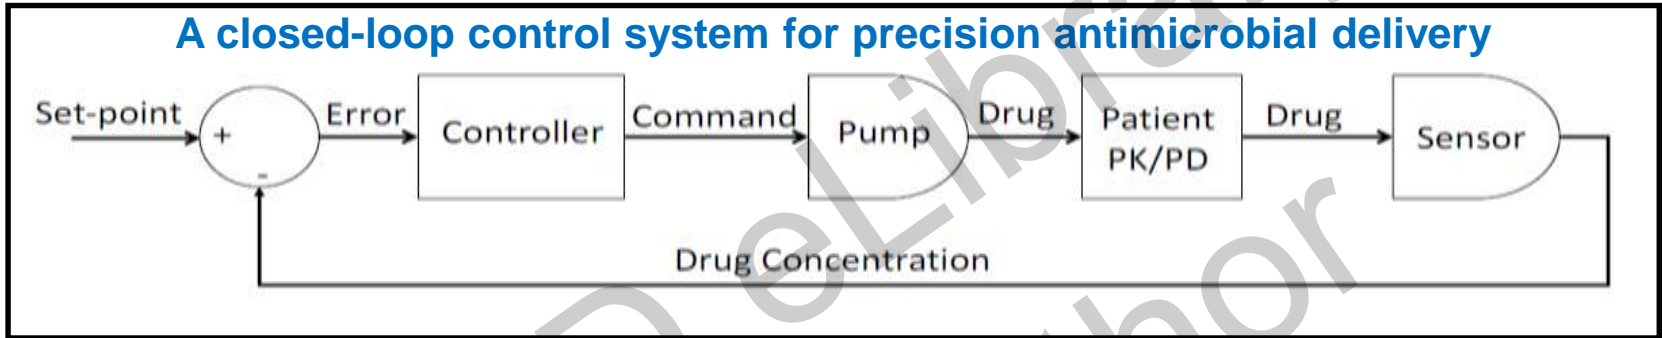 A closed-loop control system for precision antimicrobial delivery
Set-point
+
-
Error
Controller
Command
Pump
Drug
Patient
PK/PD
Drug
Sensor
Drug Concentration